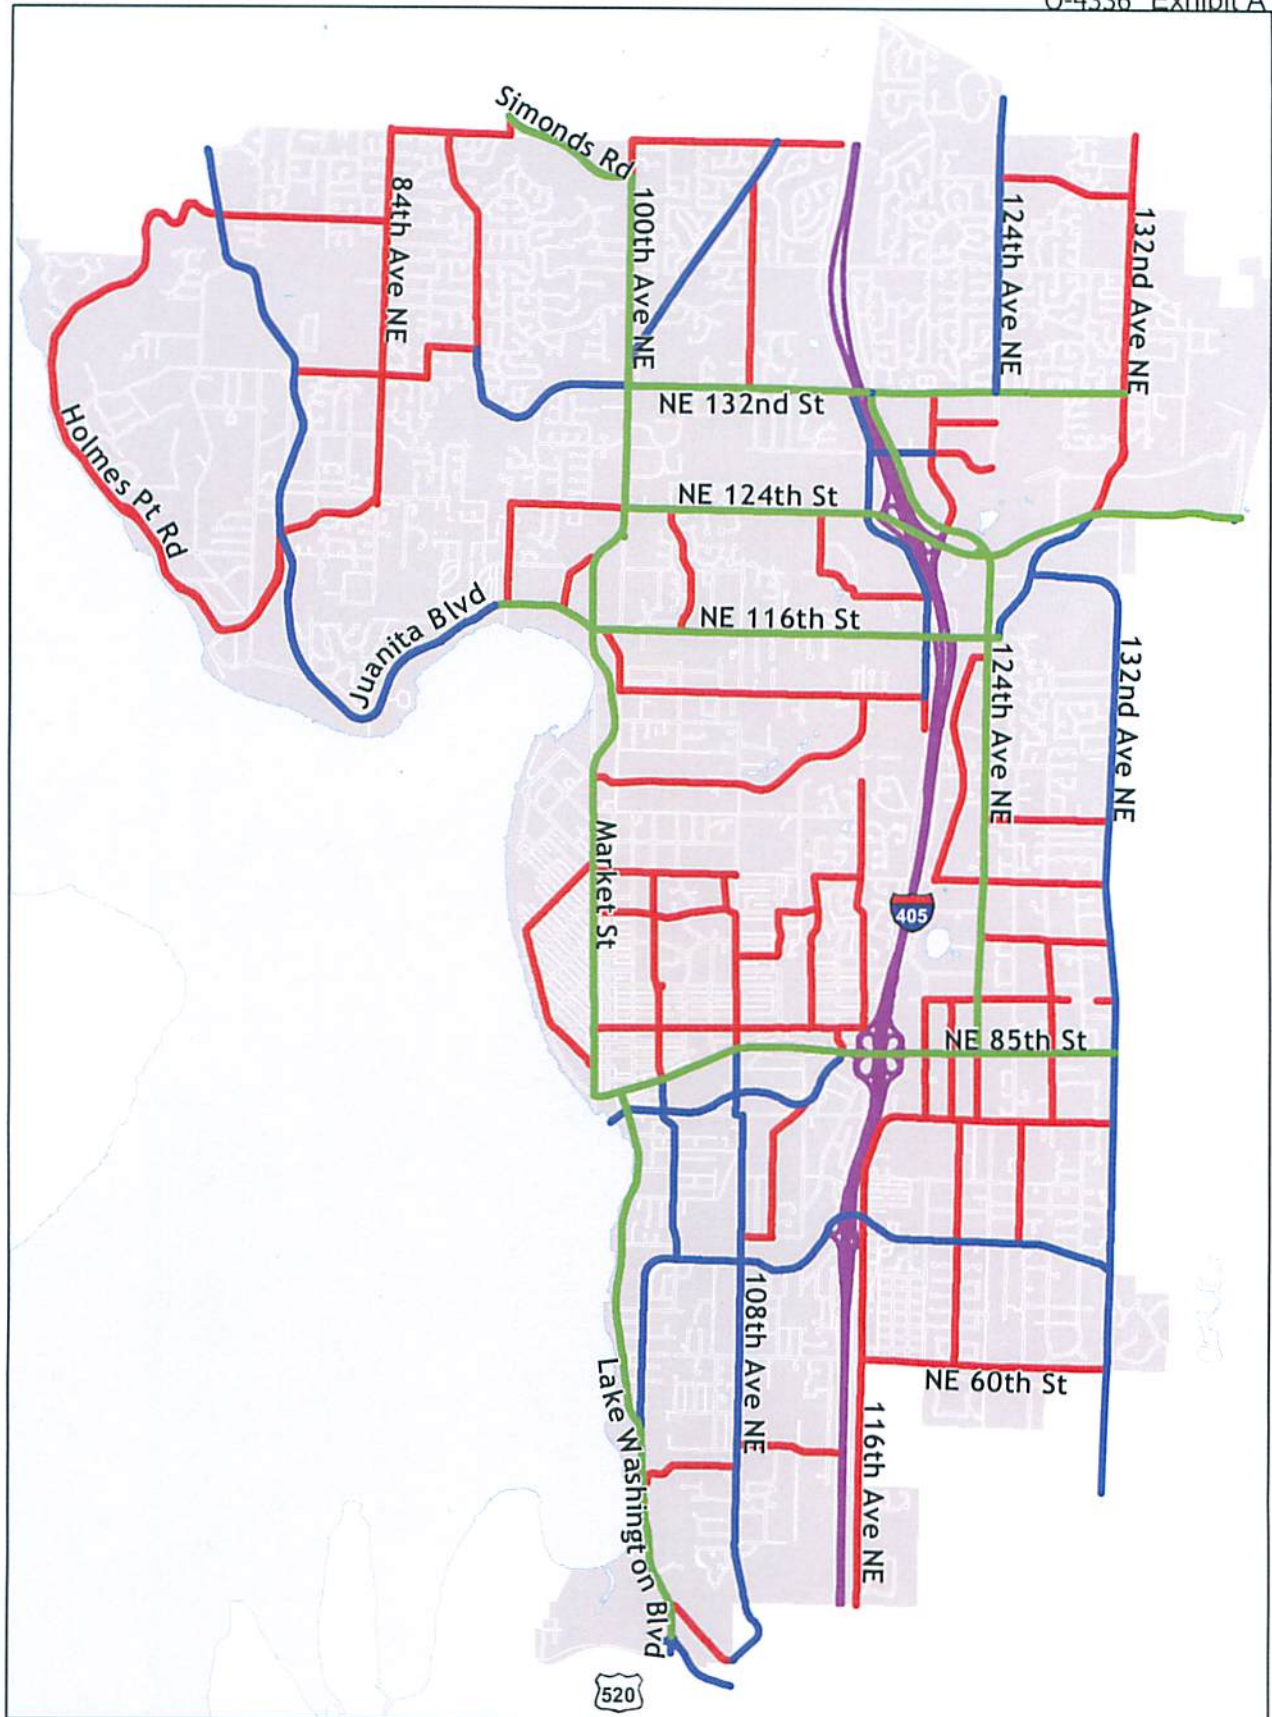 O-4336 Exhibit A
Simonds Rd
84th Ave NE
100th Ave NE
124th Ave NE
132nd Ave NE
NE 132nd St
Holmes Pt Rd
NE 124th St
Juanita Blvd
NE 116th St
124th Ave NE
132nd Ave NE
Market St
405
NE 85th St
108th Ave NE
NE 60th St
Lake Washington Blvd
116th Ave NE
520